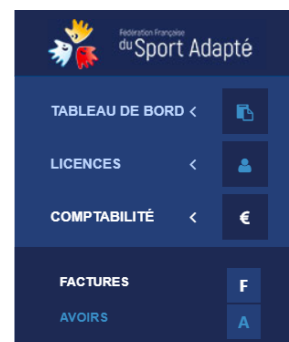 Fédération Française
du Sport Adapté
TABLEAU DE BORD <
LICENCES <
COMPTABILITÉ < €
FACTURES F
AVOIRS A